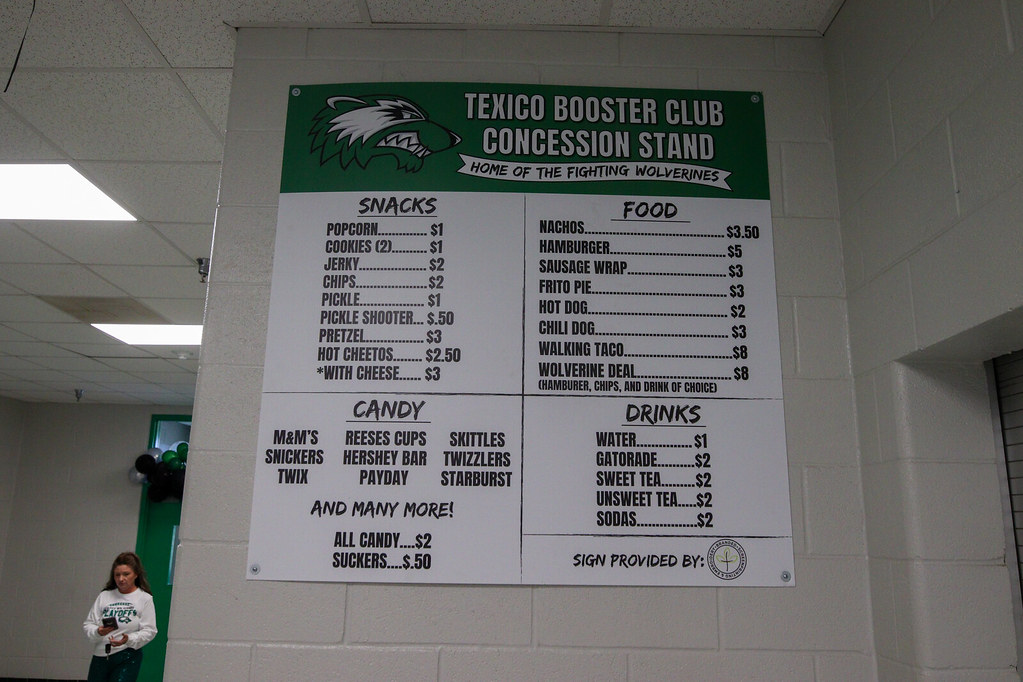 TEXICO BOOSTER CLUB
CONCESSION STAND
HOME OF THE FIGHTING WOLVERINES
SNACKS
POPCORN............ $1
COOKIES (2)........ $1
JERKY................ $2
CHIPS................ $2
PICKLE............... $1
PICKLE SHOOTER... $.50
PRETZEL............. $3
HOT CHEETOS....... $2.50
*WITH CHEESE...... $3
FOOD
NACHOS........................................$3.50
HAMBURGER................................$5
SAUSAGE WRAP............................$3
FRITO PIE.....................................$3
HOT DOG......................................$2
CHILI DOG.....................................$3
WALKING TACO.............................$8
WOLVERINE DEAL..........................$8
(HAMBURER, CHIPS, AND DRINK OF CHOICE)
CANDY
M&M'S REESES CUPS SKITTLES
SNICKERS HERSHEY BAR TWIZZLERS
TWIX PAYDAY STARBURST
AND MANY MORE!
ALL CANDY....$2
SUCKERS....$.50
DRINKS
WATER...............$1
GATORADE.........$2
SWEET TEA.........$2
UNSWEET TEA....$2
SODAS................$2
SIGN PROVIDED BY:
PLAYOFFS